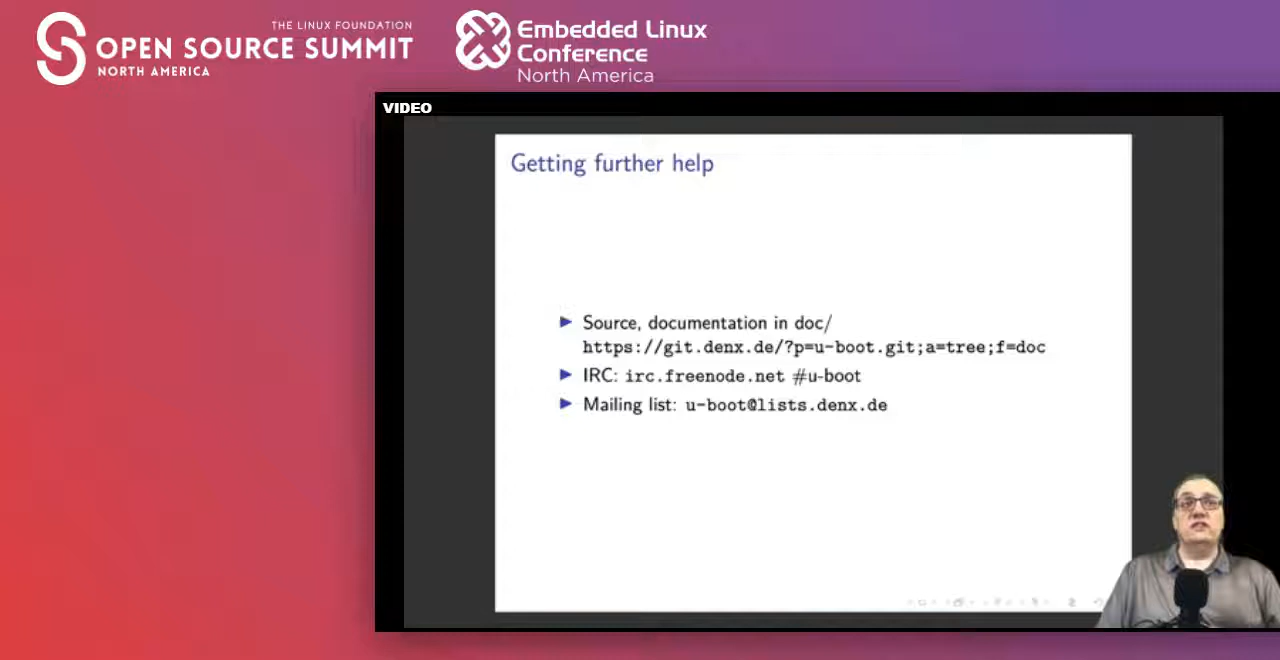 THE LINUX FOUNDATION
OPEN SOURCE SUMMIT
NORTH AMERICA
Embedded Linux
Conference
North America
VIDEO
Getting further help
Source, documentation in doc/
https://git.denx.de/?p=u-boot.git;a=tree;f=doc
IRC: irc.freenode.net #u-boot
Mailing list: u-boot@lists.denx.de